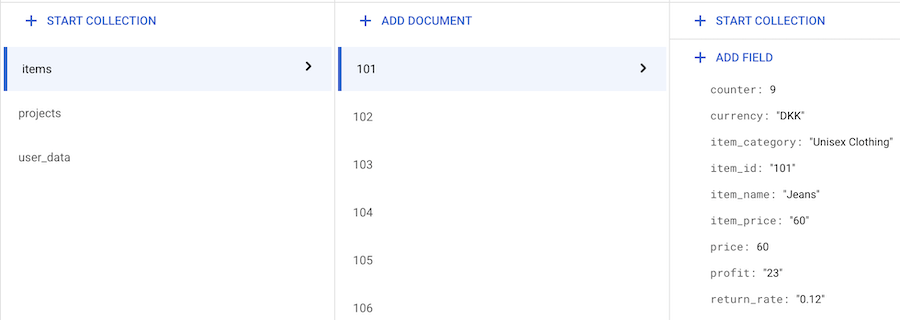 START COLLECTION
items
projects
user_data
ADD DOCUMENT
101
102
103
104
105
106
START COLLECTION
ADD FIELD
counter: 9
currency: "DKK"
item_category: "Unisex Clothing"
item_id: "101"
item_name: "Jeans"
item_price: "60"
price: 60
profit: "23"
return_rate: "0.12"